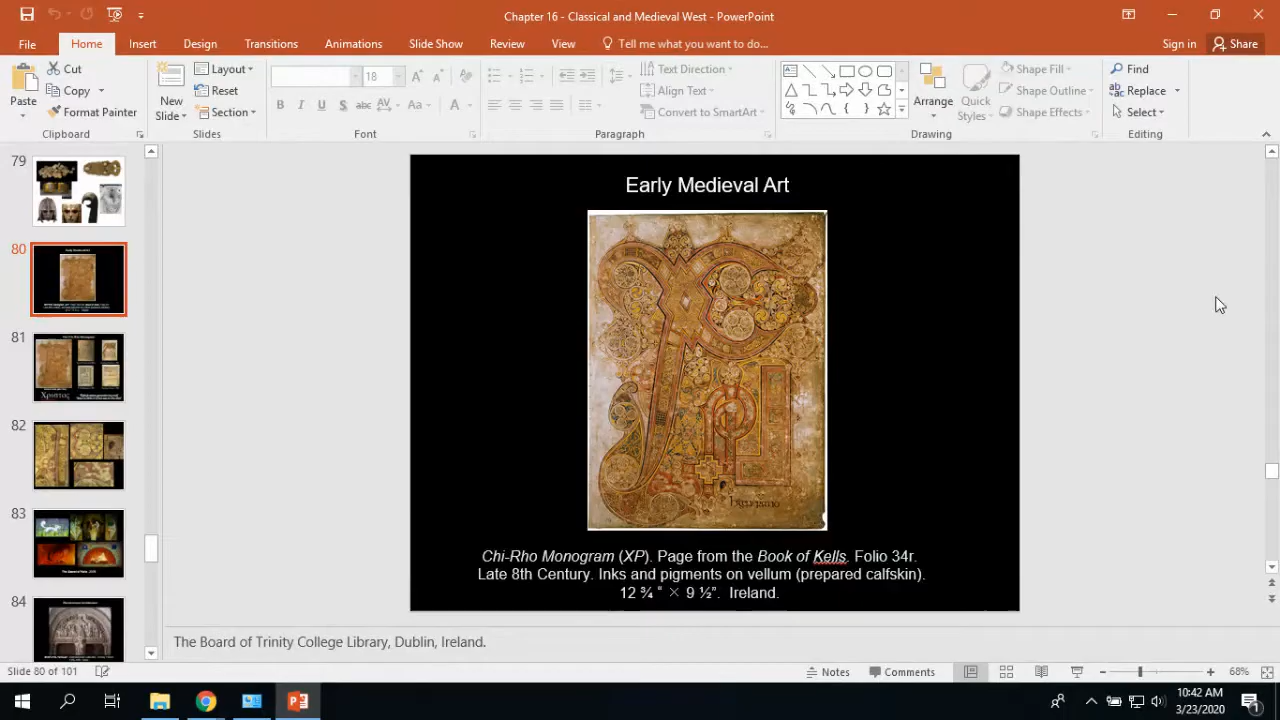 Chapter 16 - Classical and Medieval West - PowerPoint
File Home Insert Design Transitions Animations Slide Show Review View Tell me what you want to do... Sign in Share
Paste Cut Copy Format Painter
Clipboard
New Slide Layout Reset Section
Slides
18
B I U S abc AV Aa A
Font
Text Direction
Align Text
Convert to SmartArt
Paragraph
Arrange Quick Styles
Shape Fill
Shape Outline
Shape Effects
Drawing
Find
Replace
Select
Editing
79
80
81
82
83
84
Early Medieval Art
Chi-Rho Monogram (XP). Page from the Book of Kells. Folio 34r.
Late 8th Century. Inks and pigments on vellum (prepared calfskin).
12 ¾ “ × 9 ½”. Ireland.
The Board of Trinity College Library, Dublin, Ireland.
Slide 80 of 101 Notes Comments 68%
10:42 AM
3/23/2020
1